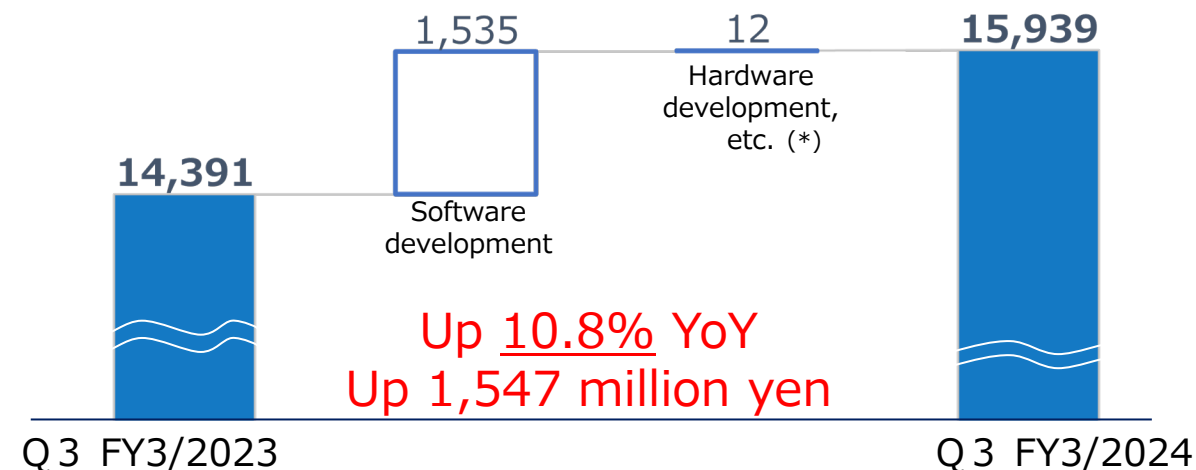 1,535
12
15,939
Hardware
development,
etc. (*)
14,391
Software
development
Up 10.8% YoY
Up 1,547 million yen
Q3 FY3/2023
Q3 FY3/2024